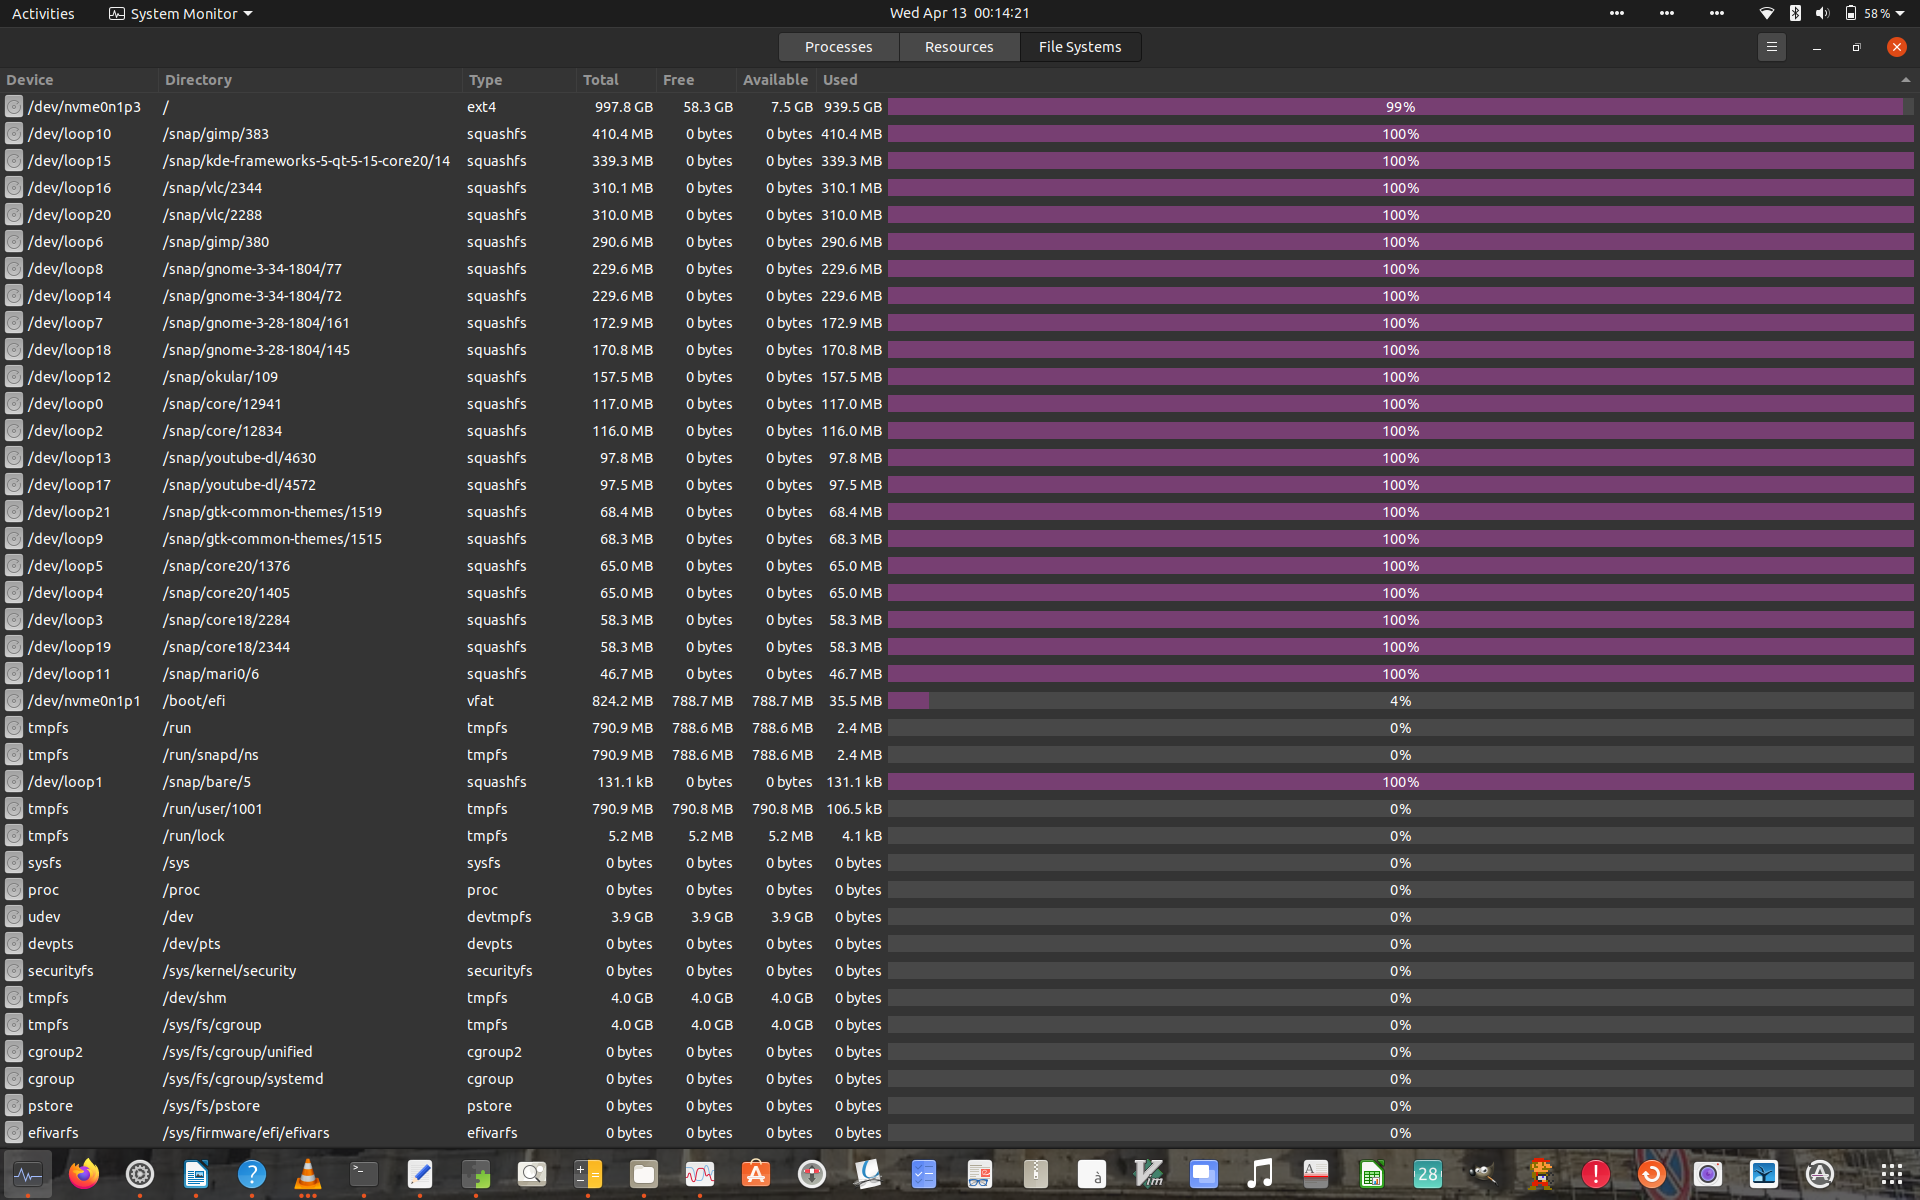 Activities System Monitor Wed Apr 13 00:14:21 58%
Processes Resources File Systems
Device Directory Type Total Free Available Used
/dev/nvme0n1p3 / ext4 997.8 GB 58.3 GB 7.5 GB 939.5 GB 99%
/dev/loop10 /snap/gimp/383 squashfs 410.4 MB 0 bytes 0 bytes 410.4 MB 100%
/dev/loop15 /snap/kde-frameworks-5-qt-5-15-core20/14 squashfs 339.3 MB 0 bytes 0 bytes 339.3 MB 100%
/dev/loop16 /snap/vlc/2344 squashfs 310.1 MB 0 bytes 0 bytes 310.1 MB 100%
/dev/loop20 /snap/vlc/2288 squashfs 310.0 MB 0 bytes 0 bytes 310.0 MB 100%
/dev/loop6 /snap/gimp/380 squashfs 290.6 MB 0 bytes 0 bytes 290.6 MB 100%
/dev/loop8 /snap/gnome-3-34-1804/77 squashfs 229.6 MB 0 bytes 0 bytes 229.6 MB 100%
/dev/loop14 /snap/gnome-3-34-1804/72 squashfs 229.6 MB 0 bytes 0 bytes 229.6 MB 100%
/dev/loop7 /snap/gnome-3-28-1804/161 squashfs 172.9 MB 0 bytes 0 bytes 172.9 MB 100%
/dev/loop18 /snap/gnome-3-28-1804/145 squashfs 170.8 MB 0 bytes 0 bytes 170.8 MB 100%
/dev/loop12 /snap/okular/109 squashfs 157.5 MB 0 bytes 0 bytes 157.5 MB 100%
/dev/loop0 /snap/core/12941 squashfs 117.0 MB 0 bytes 0 bytes 117.0 MB 100%
/dev/loop2 /snap/core/12834 squashfs 116.0 MB 0 bytes 0 bytes 116.0 MB 100%
/dev/loop13 /snap/youtube-dl/4630 squashfs 97.8 MB 0 bytes 0 bytes 97.8 MB 100%
/dev/loop17 /snap/youtube-dl/4572 squashfs 97.5 MB 0 bytes 0 bytes 97.5 MB 100%
/dev/loop21 /snap/gtk-common-themes/1519 squashfs 68.4 MB 0 bytes 0 bytes 68.4 MB 100%
/dev/loop9 /snap/gtk-common-themes/1515 squashfs 68.3 MB 0 bytes 0 bytes 68.3 MB 100%
/dev/loop5 /snap/core20/1376 squashfs 65.0 MB 0 bytes 0 bytes 65.0 MB 100%
/dev/loop4 /snap/core20/1405 squashfs 65.0 MB 0 bytes 0 bytes 65.0 MB 100%
/dev/loop3 /snap/core18/2284 squashfs 58.3 MB 0 bytes 0 bytes 58.3 MB 100%
/dev/loop19 /snap/core18/2344 squashfs 58.3 MB 0 bytes 0 bytes 58.3 MB 100%
/dev/loop11 /snap/mari0/6 squashfs 46.7 MB 0 bytes 0 bytes 46.7 MB 100%
/dev/nvme0n1p1 /boot/efi vfat 824.2 MB 788.7 MB 788.7 MB 35.5 MB 4%
tmpfs /run tmpfs 790.9 MB 788.6 MB 788.6 MB 2.4 MB 0%
tmpfs /run/snapd/ns tmpfs 790.9 MB 788.6 MB 788.6 MB 2.4 MB 0%
/dev/loop1 /snap/bare/5 squashfs 131.1 kB 0 bytes 0 bytes 131.1 kB 100%
tmpfs /run/user/1001 tmpfs 790.9 MB 790.8 MB 790.8 MB 106.5 kB 0%
tmpfs /run/lock tmpfs 5.2 MB 5.2 MB 5.2 MB 4.1 kB 0%
sysfs /sys sysfs 0 bytes 0 bytes 0 bytes 0 bytes 0%
proc /proc proc 0 bytes 0 bytes 0 bytes 0 bytes 0%
udev /dev devtmpfs 3.9 GB 3.9 GB 3.9 GB 0 bytes 0%
devpts /dev/pts devpts 0 bytes 0 bytes 0 bytes 0 bytes 0%
securityfs /sys/kernel/security securityfs 0 bytes 0 bytes 0 bytes 0 bytes 0%
tmpfs /dev/shm tmpfs 4.0 GB 4.0 GB 4.0 GB 0 bytes 0%
tmpfs /sys/fs/cgroup tmpfs 4.0 GB 4.0 GB 4.0 GB 0 bytes 0%
cgroup2 /sys/fs/cgroup/unified cgroup2 0 bytes 0 bytes 0 bytes 0 bytes 0%
cgroup /sys/fs/cgroup/systemd cgroup 0 bytes 0 bytes 0 bytes 0 bytes 0%
pstore /sys/fs/pstore pstore 0 bytes 0 bytes 0 bytes 0 bytes 0%
efivarfs /sys/firmware/efi/efivars efivarfs 0 bytes 0 bytes 0 bytes 0 bytes 0%
à Vim 28